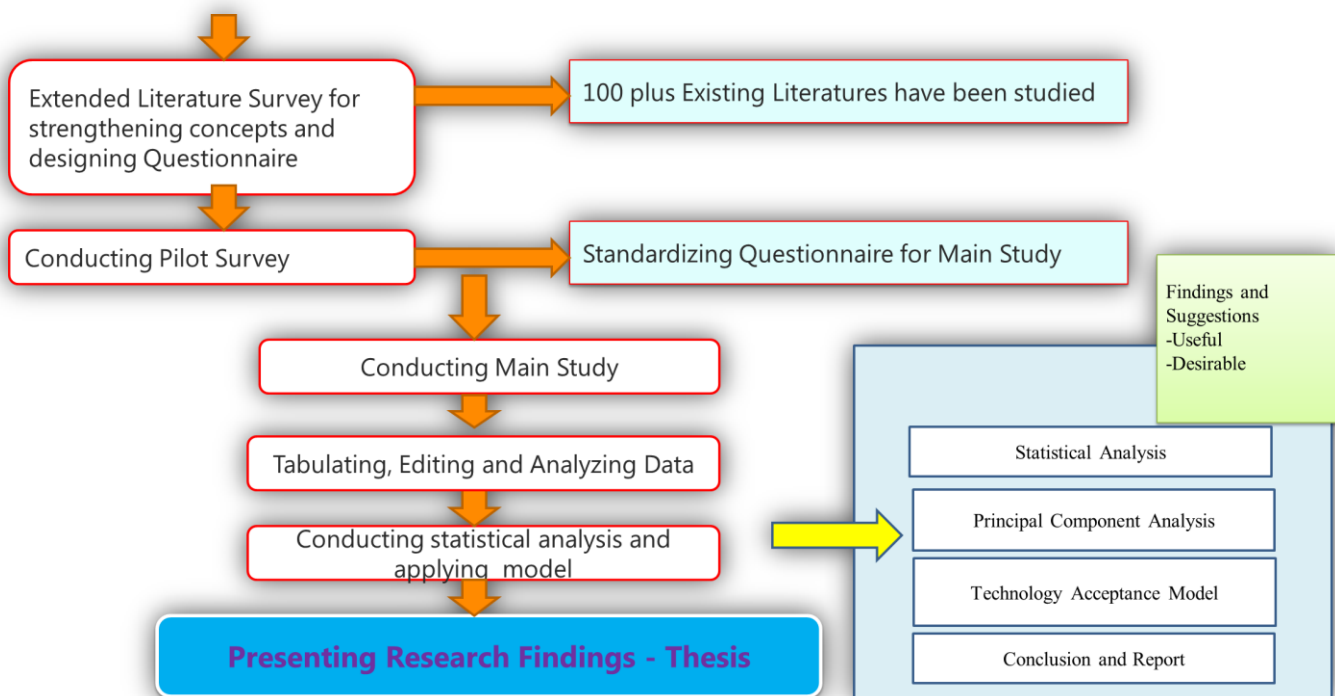 Extended Literature Survey for
strengthening concepts and
designing Questionnaire
100 plus Existing Literatures have been studied
Conducting Pilot Survey
Standardizing Questionnaire for Main Study
Findings and
Suggestions
-Useful
-Desirable
Conducting Main Study
Tabulating, Editing and Analyzing Data
Conducting statistical analysis and
applying model
Presenting Research Findings - Thesis
Statistical Analysis
Principal Component Analysis
Technology Acceptance Model
Conclusion and Report